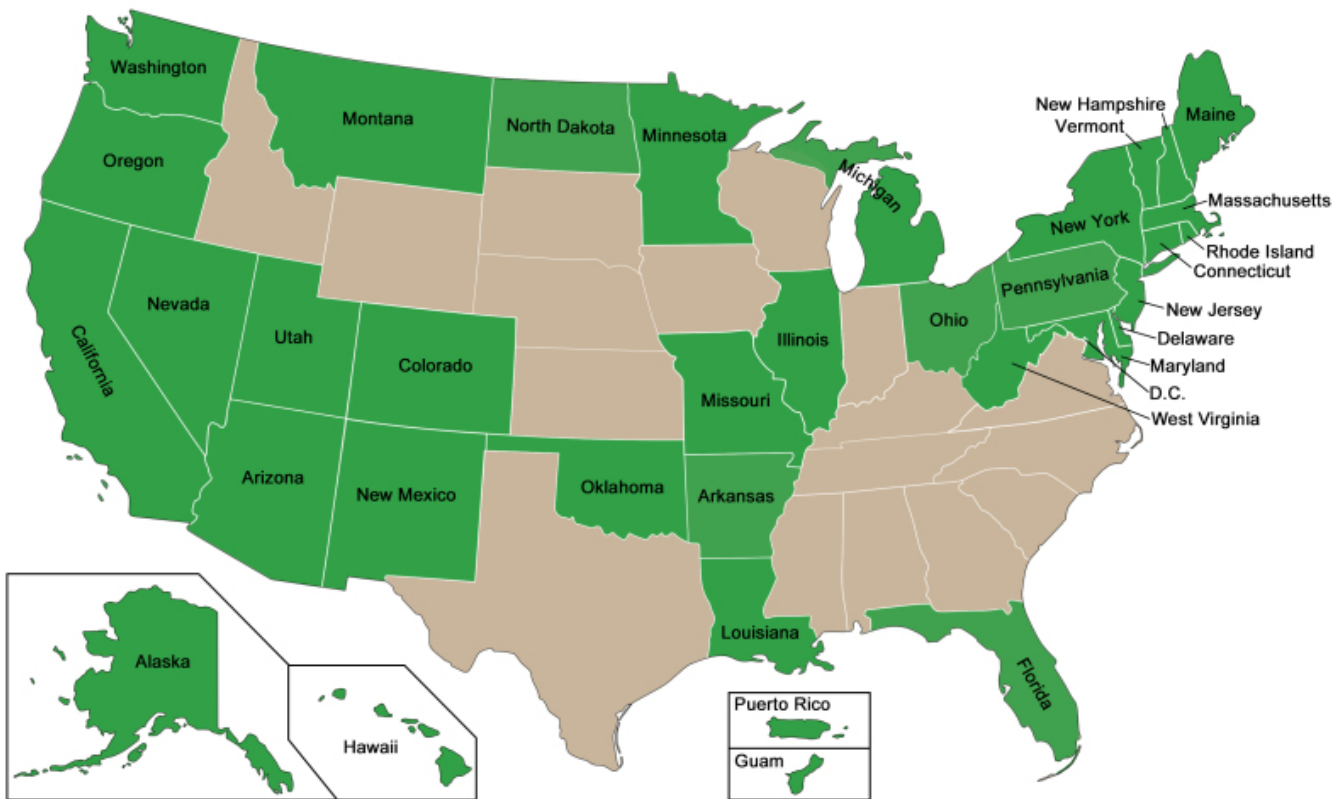 Washington
Montana
North Dakota
Minnesota
New Hampshire
Vermont
Maine
Oregon
Michigan
Massachusetts
New York
Rhode Island
Connecticut
Pennsylvania
Nevada
New Jersey
Utah
Illinois
Ohio
Delaware
California
Colorado
Maryland
D.C.
Missouri
West Virginia
Arizona
New Mexico
Oklahoma
Arkansas
Louisiana
Alaska
Florida
Puerto Rico
Hawaii
Guam